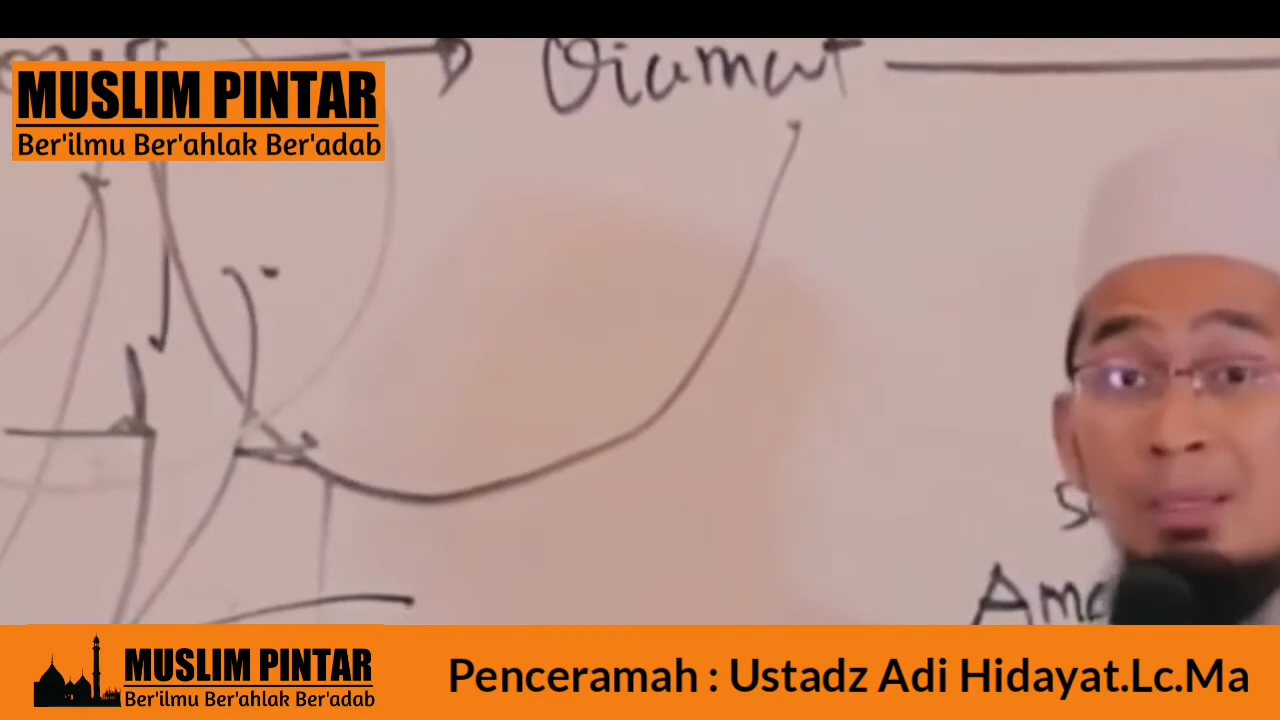 Qiamat
MUSLIM PINTAR
Ber'ilmu Ber'ahlak Ber'adab
MUSLIM PINTAR
Ber'ilmu Ber'ahlak Ber'adab
Penceramah : Ustadz Adi Hidayat.Lc.Ma